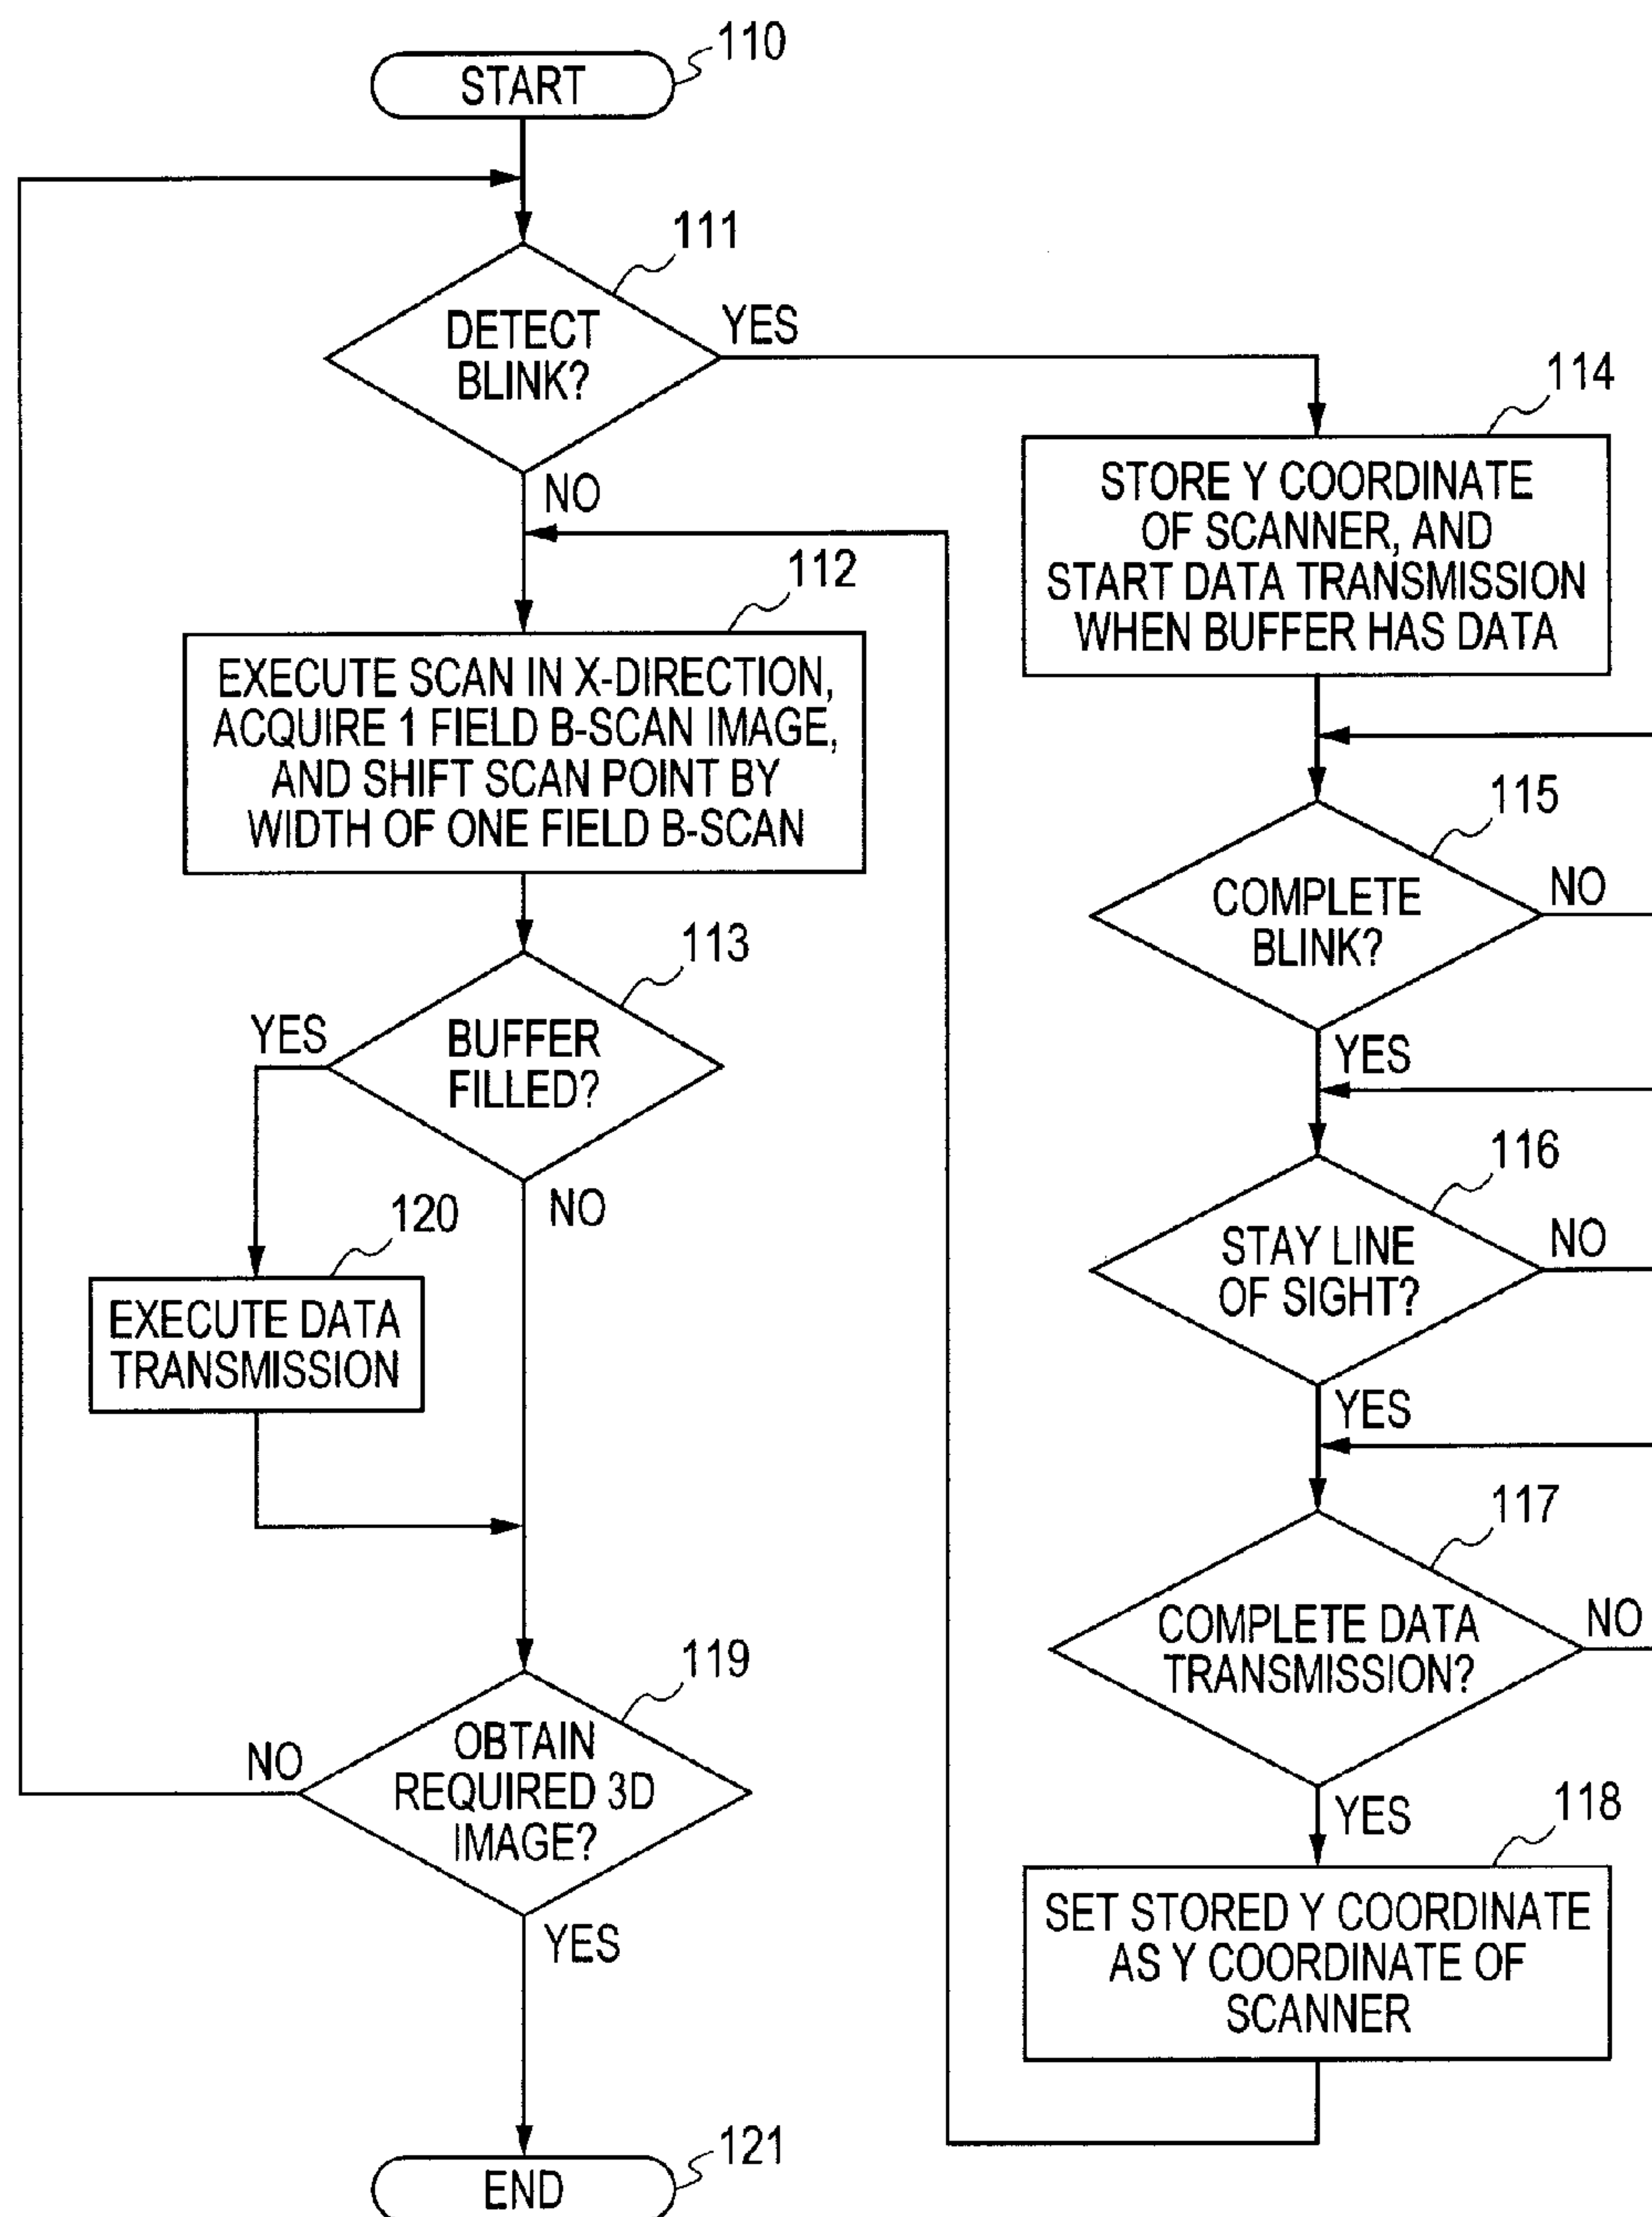 110
START
111
DETECT
BLINK?
YES
NO
112
EXECUTE SCAN IN X-DIRECTION,
ACQUIRE 1 FIELD B-SCAN IMAGE,
AND SHIFT SCAN POINT BY
WIDTH OF ONE FIELD B-SCAN
113
BUFFER
FILLED?
YES
NO
120
EXECUTE DATA
TRANSMISSION
119
OBTAIN
REQUIRED 3D
IMAGE?
NO
YES
121
END
114
STORE Y COORDINATE
OF SCANNER, AND
START DATA TRANSMISSION
WHEN BUFFER HAS DATA
115
COMPLETE
BLINK?
NO
YES
116
STAY LINE
OF SIGHT?
NO
YES
117
COMPLETE DATA
TRANSMISSION?
NO
YES
118
SET STORED Y COORDINATE
AS Y COORDINATE OF
SCANNER